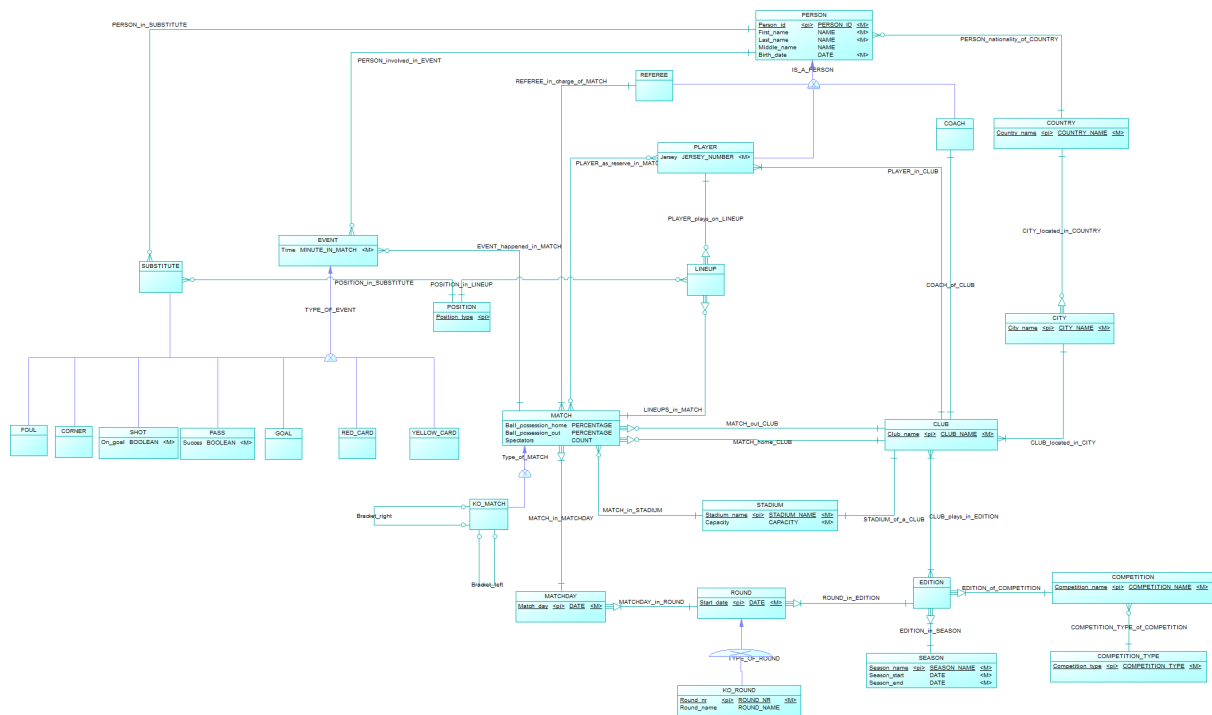 PERSON
Person_id <pi> PERSON_ID <M>
First_name NAME <M>
Last_name NAME <M>
Middle_name NAME
Birth_date DATE <M>
PERSON_in_SUBSTITUTE
PERSON_nationality_of_COUNTRY
PERSON_involved_in_EVENT
IS_A_PERSON
REFEREE
REFEREE_in_charge_of_MATCH
COACH
COUNTRY
Country_name <pi> COUNTRY_NAME <M>
PLAYER
Jersey JERSEY_NUMBER <M>
PLAYER_as_reserve_in_MATC
PLAYER_in_CLUB
PLAYER_plays_on_LINEUP
CITY_located_in_COUNTRY
EVENT
Time MINUTE_IN_MATCH <M>
EVENT_happened_in_MATCH
SUBSTITUTE
LINEUP
POSITION_in_SUBSTITUTE
POSITION_in_LINEUP
COACH_of_CLUB
POSITION
Position_type <pi>
TYPE_OF_EVENT
CITY
City_name <pi> CITY_NAME <M>
LINEUPS_in_MATCH
MATCH
Ball_possession_home PERCENTAGE
Ball_possession_out PERCENTAGE
Spectators COUNT
MATCH_out_CLUB
MATCH_home_CLUB
CLUB
Club_name <pi> CLUB_NAME <M>
CLUB_located_in_CITY
FOUL
CORNER
SHOT
On_goal BOOLEAN <M>
PASS
Success BOOLEAN <M>
GOAL
RED_CARD
YELLOW_CARD
Type_of_MATCH
KO_MATCH
Bracket_right
Bracket_left
MATCH_in_MATCHDAY
MATCH_in_STADIUM
STADIUM
Stadium_name <pi> STADIUM_NAME <M>
Capacity CAPACITY <M>
STADIUM_of_a_CLUB
CLUB_plays_in_EDITION
MATCHDAY
Match_day <pi> DATE <M>
MATCHDAY_in_ROUND
ROUND
Start_date <pi> DATE <M>
ROUND_in_EDITION
EDITION
EDITION_of_COMPETITION
COMPETITION
Competition_name <pi> COMPETITION_NAME <M>
COMPETITION_TYPE_of_COMPETITION
EDITION_in_SEASON
TYPE_OF_ROUND
SEASON
Season_name <pi> SEASON_NAME <M>
Season_start DATE <M>
Season_end DATE <M>
COMPETITION_TYPE
Competition_type <pi> COMPETITION_TYPE <M>
KO_ROUND
Round_nr <pi> ROUND_NR <M>
Round_name ROUND_NAME